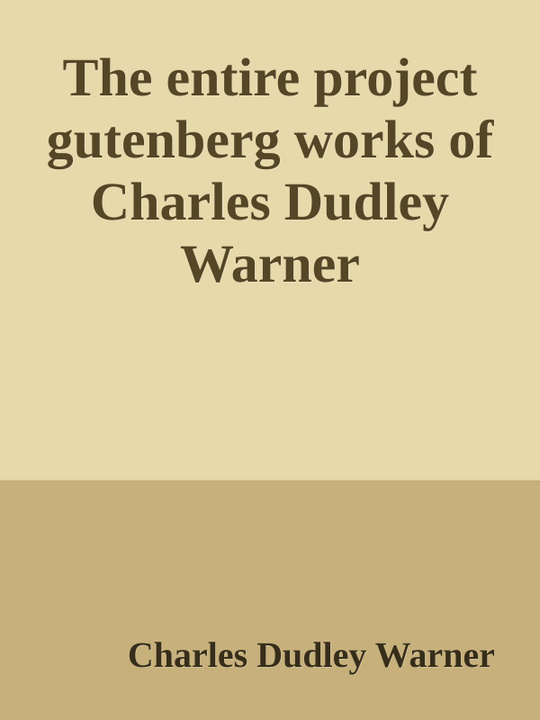 The entire project
gutenberg works of
Charles Dudley
Warner
Charles Dudley Warner